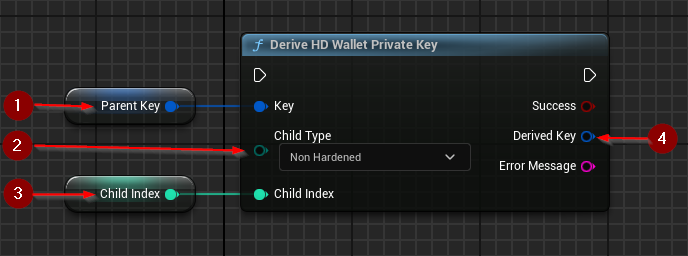 f Derive HD Wallet Private Key
1 Parent Key Key Success
Child Type Derived Key 4
2 Non Hardened Error Message
3 Child Index Child Index